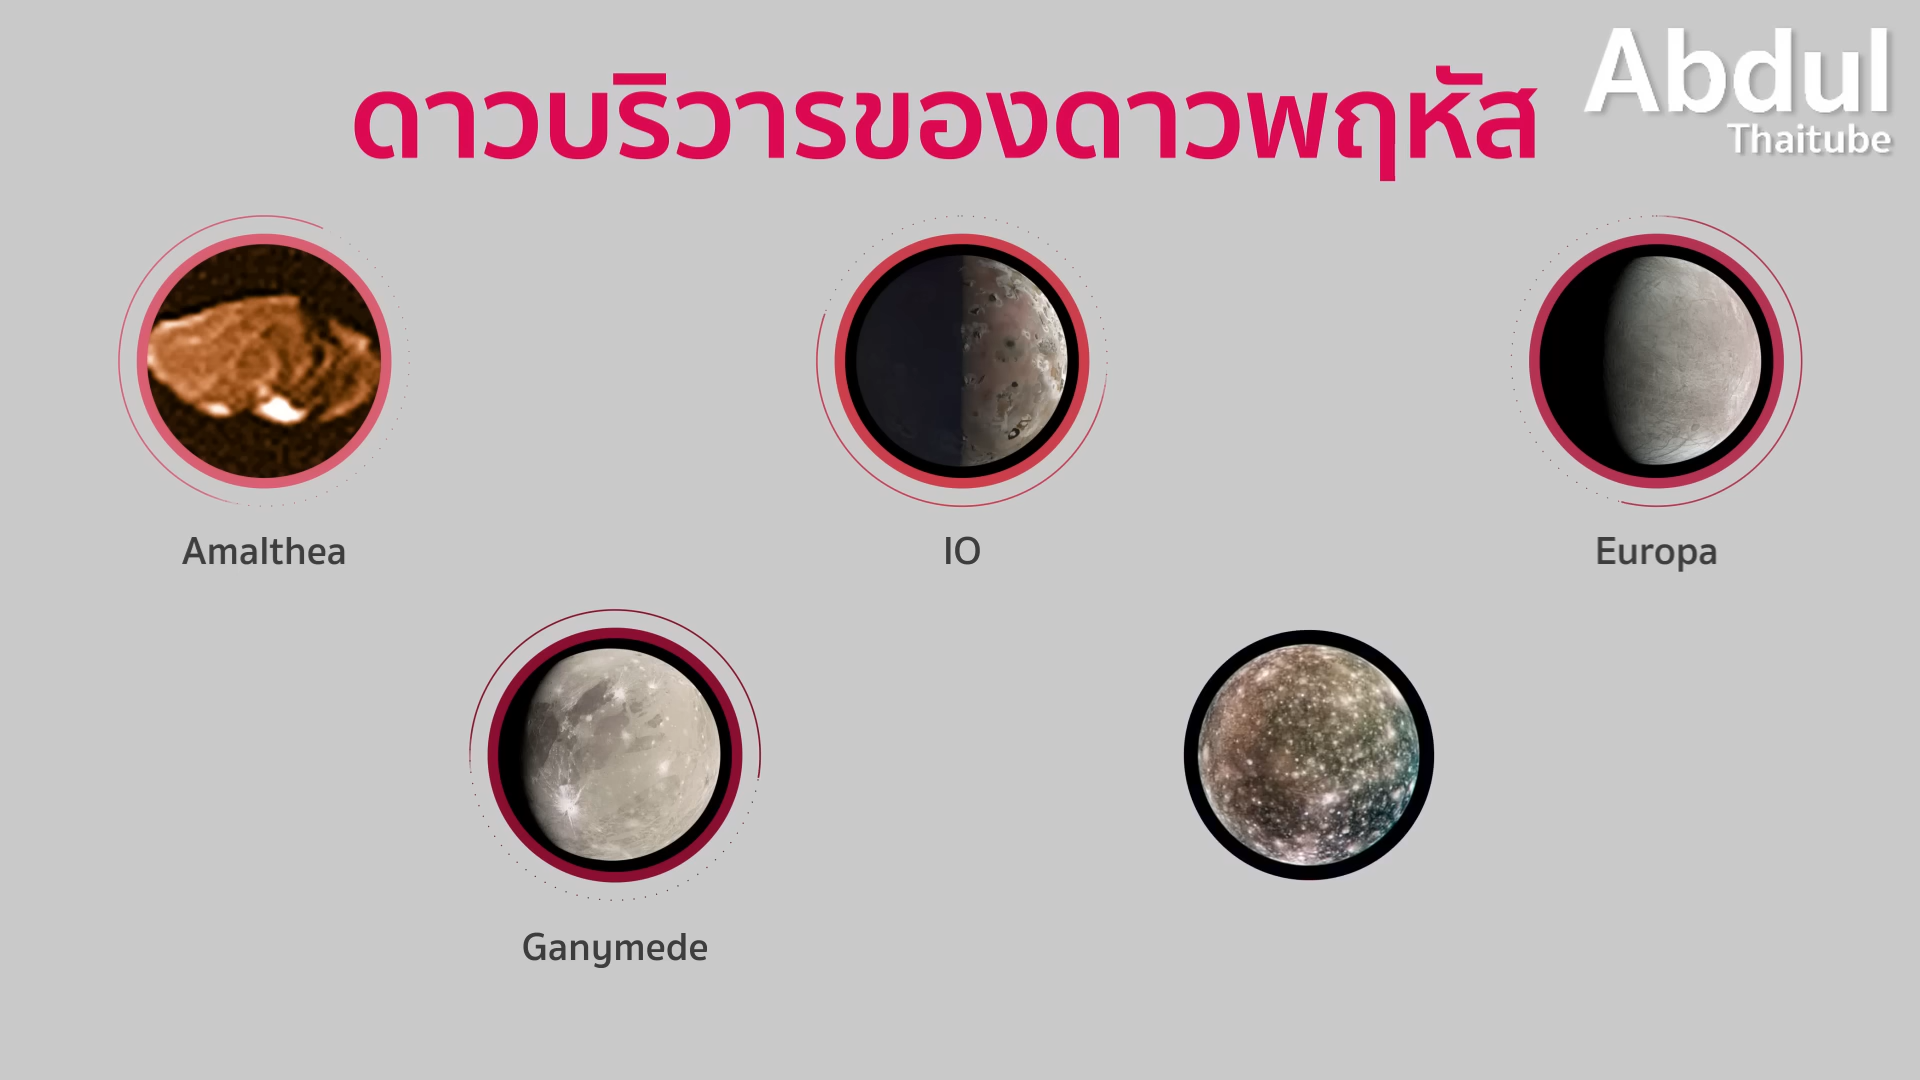 ดาวบริวารของดาวพฤหัส
Abdul
Thaitube
Amalthea
IO
Europa
Ganymede